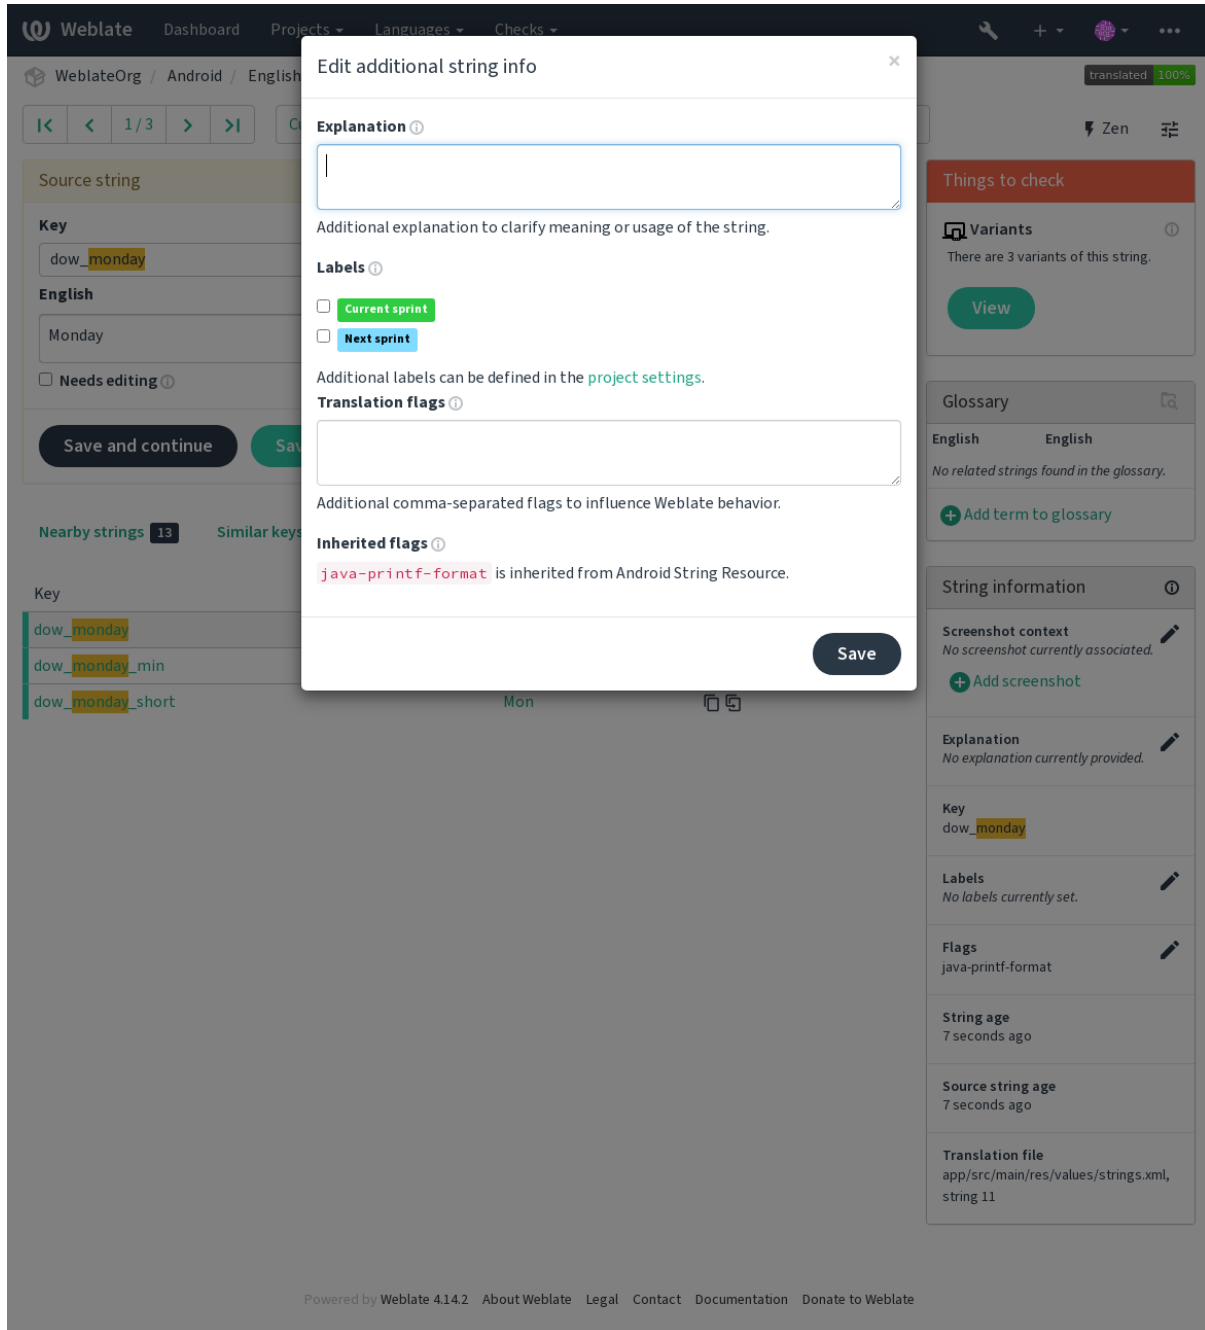 Weblate Dashboard Projects Languages Checks
WeblateOrg / Android / English
translated 100%
1 / 3
Zen
Edit additional string info
×
Explanation
Additional explanation to clarify meaning or usage of the string.
Labels
Current sprint
Next sprint
Additional labels can be defined in the project settings.
Translation flags
Additional comma-separated flags to influence Weblate behavior.
Inherited flags
java-printf-format is inherited from Android String Resource.
Save
Source string
Key
dow_monday
English
Monday
Needs editing
Save and continue
Nearby strings 13 Similar keys
Key
dow_monday
dow_monday_min
dow_monday_short Mon
Things to check
Variants
There are 3 variants of this string.
View
Glossary
English English
No related strings found in the glossary.
Add term to glossary
String information
Screenshot context
No screenshot currently associated.
Add screenshot
Explanation
No explanation currently provided.
Key
dow_monday
Labels
No labels currently set.
Flags
java-printf-format
String age
7 seconds ago
Source string age
7 seconds ago
Translation file
app/src/main/res/values/strings.xml,
string 11
Powered by Weblate 4.14.2 About Weblate Legal Contact Documentation Donate to Weblate